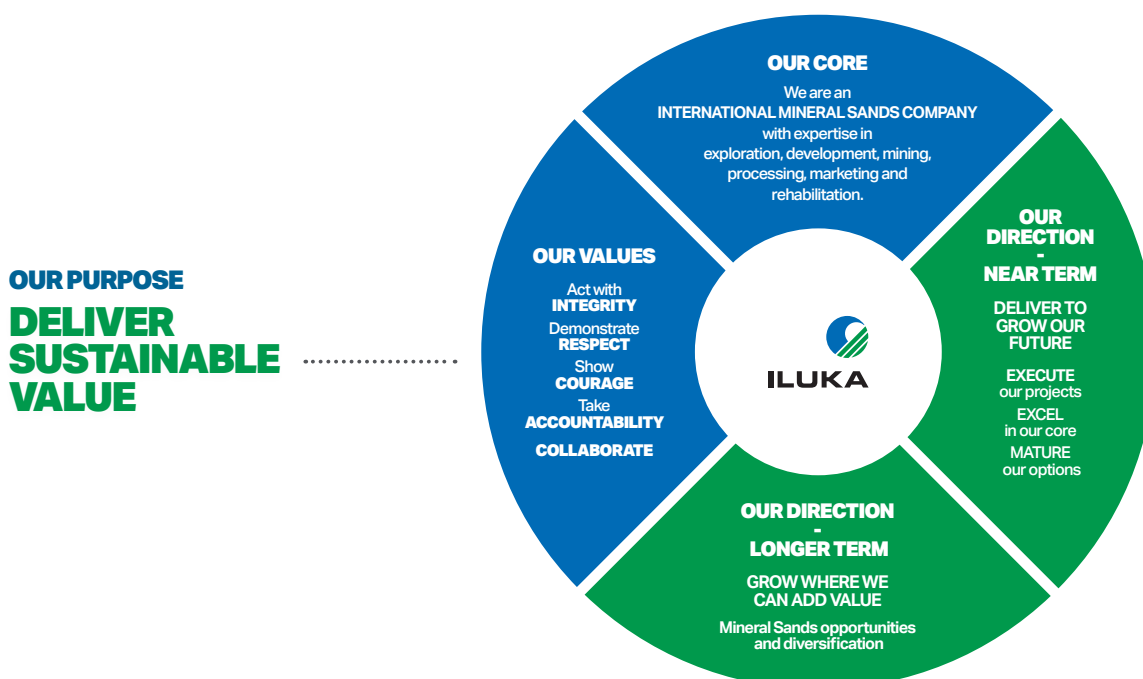 OUR PURPOSE
DELIVER
SUSTAINABLE
VALUE
OUR CORE
We are an
INTERNATIONAL MINERAL SANDS COMPANY
with expertise in
exploration, development, mining,
processing, marketing and
rehabilitation.
OUR VALUES
Act with
INTEGRITY
Demonstrate
RESPECT
Show
COURAGE
Take
ACCOUNTABILITY
COLLABORATE
ILUKA
OUR
DIRECTION
-
NEAR TERM
DELIVER TO
GROW OUR
FUTURE
EXECUTE
our projects
EXCEL
in our core
MATURE
our options
OUR DIRECTION
-
LONGER TERM
GROW WHERE WE
CAN ADD VALUE
Mineral Sands opportunities
and diversification